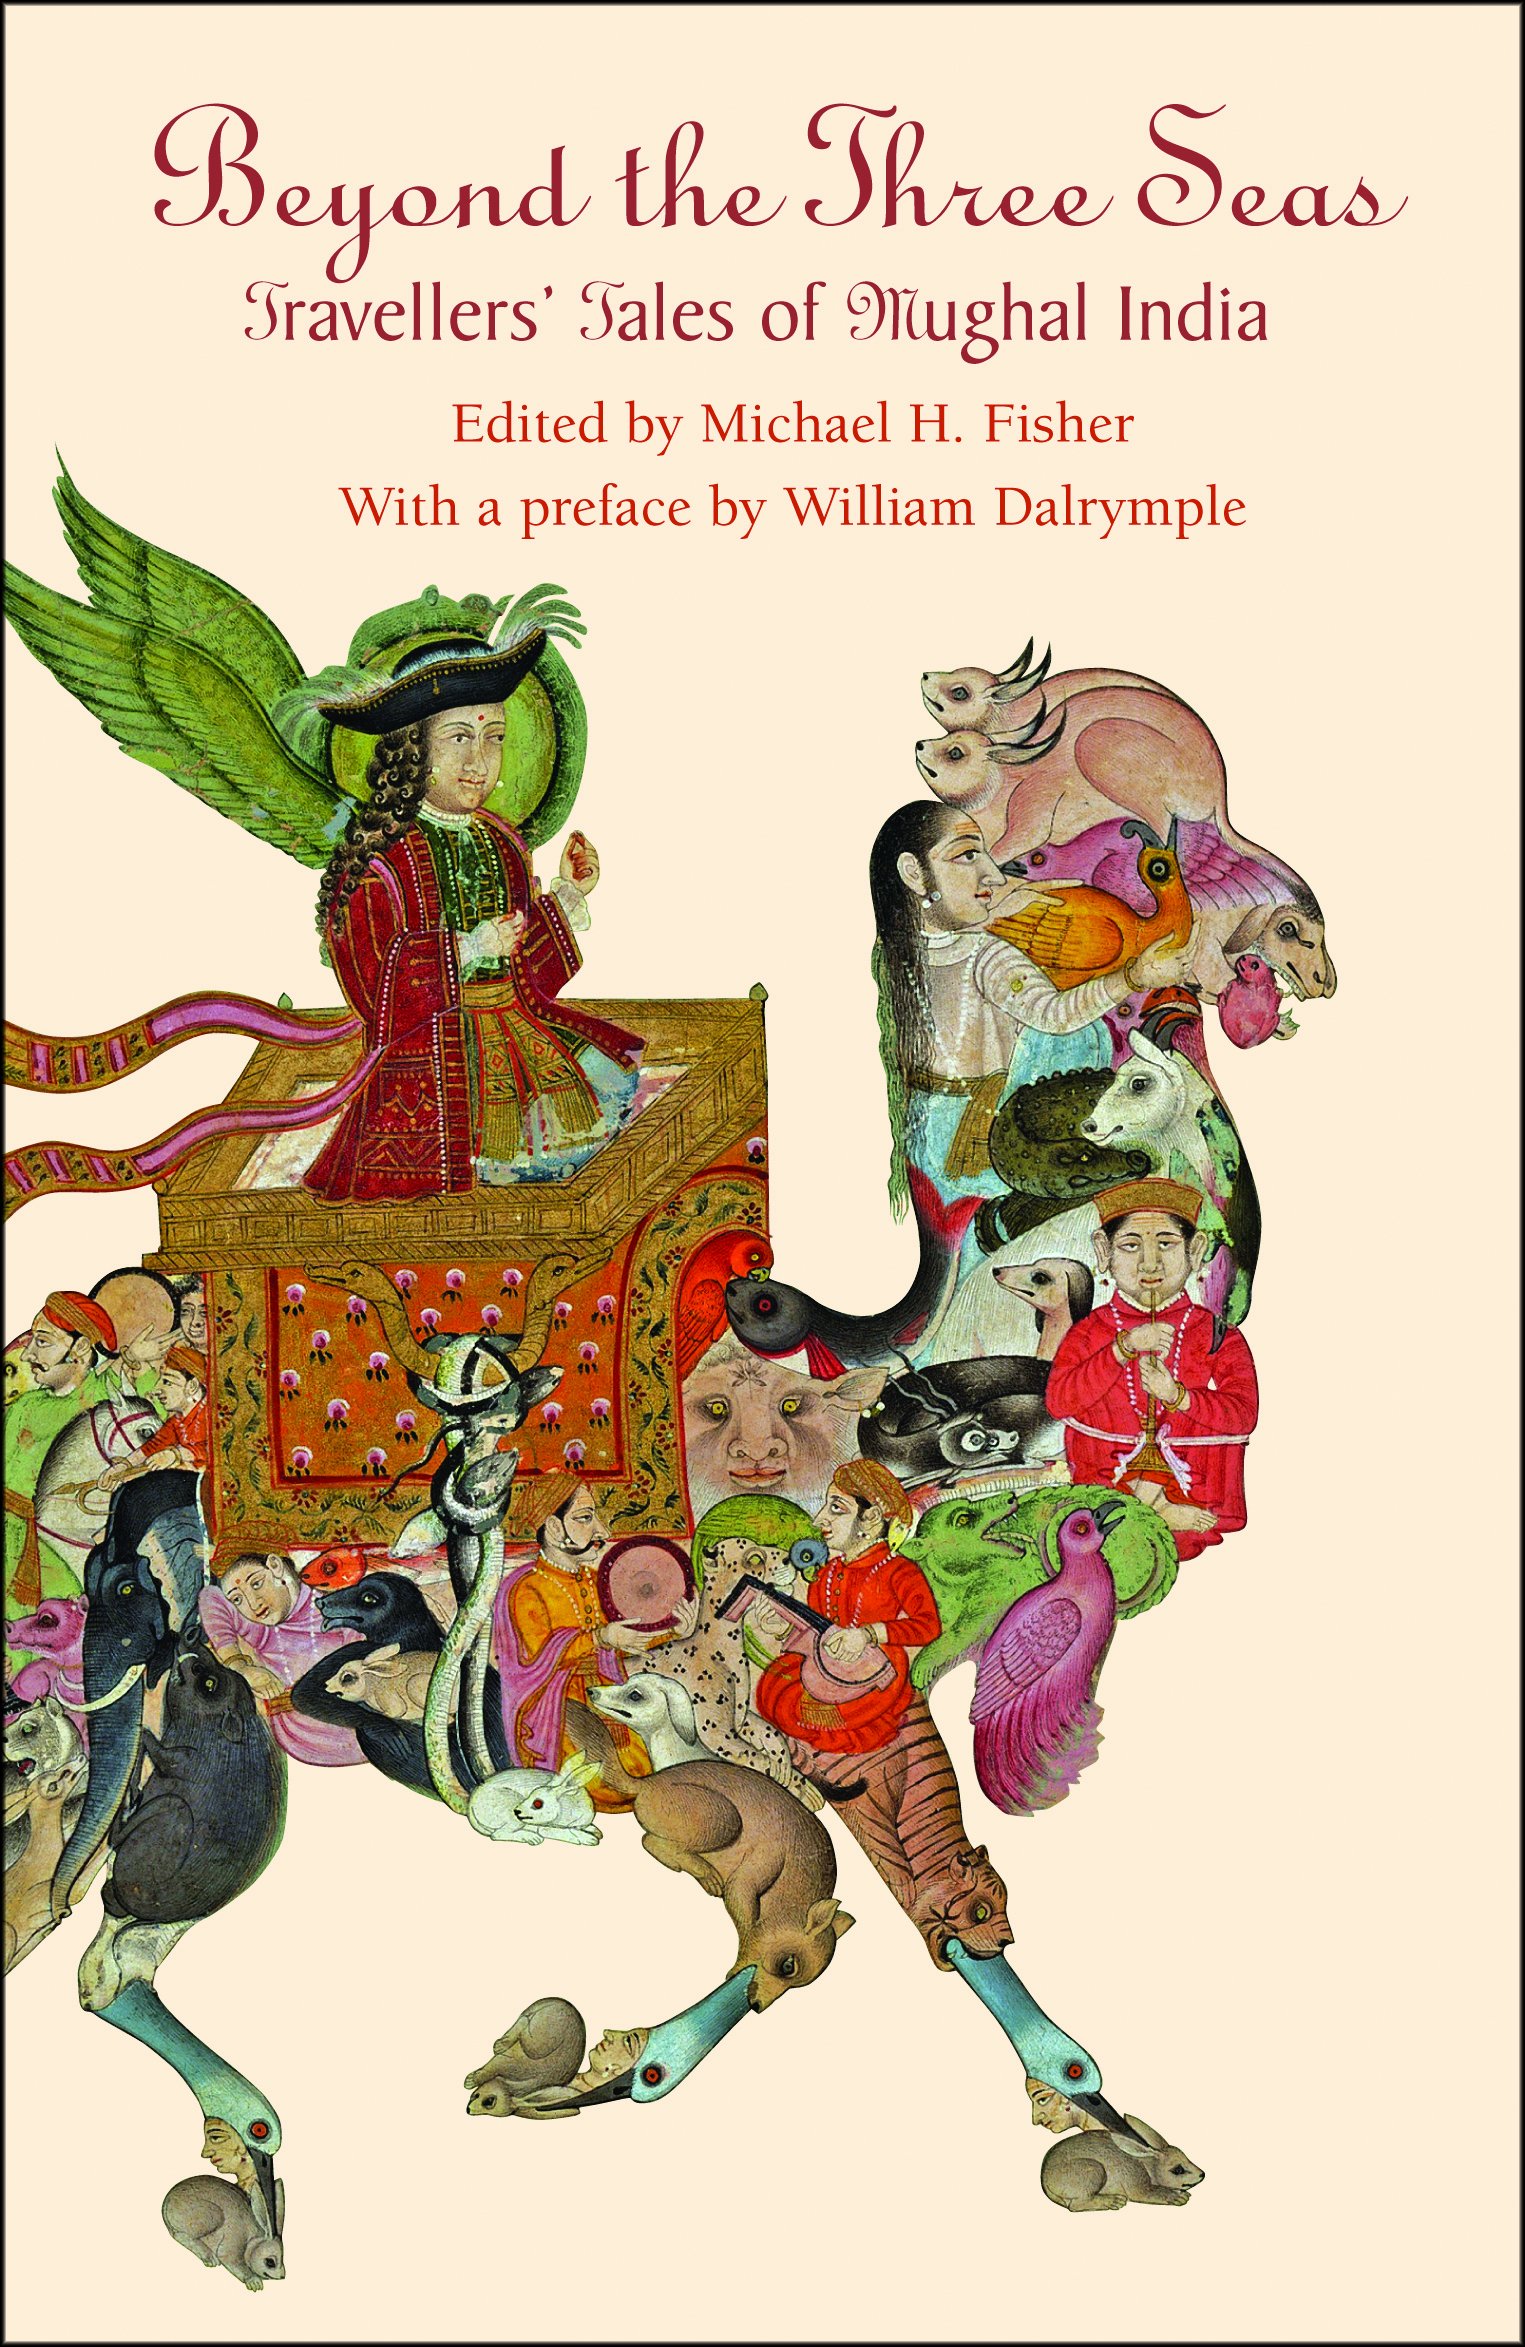 Beyond the Three Seas
Travellers' Tales of Mughal India
Edited by Michael H. Fisher
With a preface by William Dalrymple